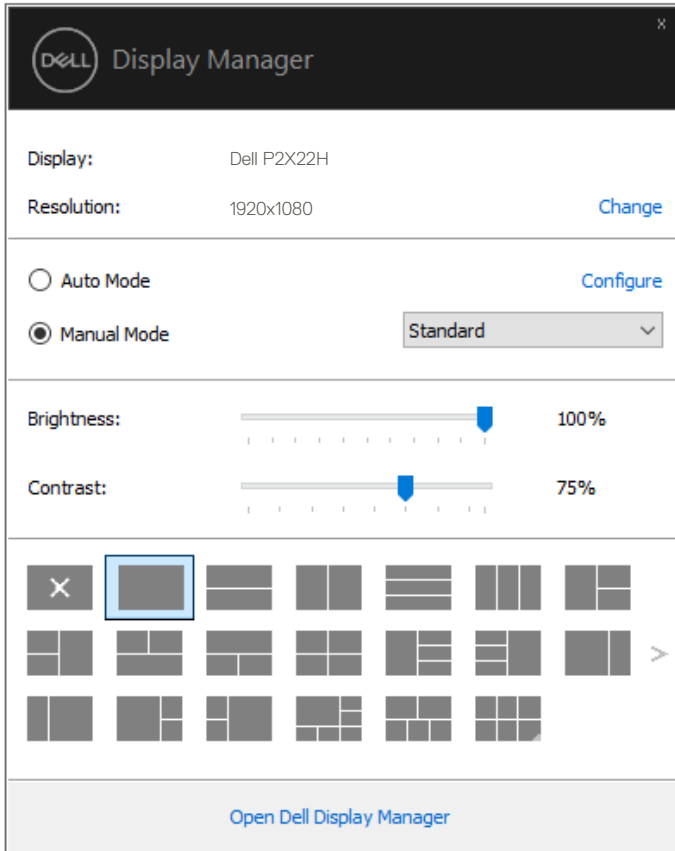 x
DELL Display Manager
Display: Dell P2X22H
Resolution: 1920x1080 Change
Auto Mode Configure
Manual Mode Standard
Brightness: 100%
Contrast: 75%
Open Dell Display Manager